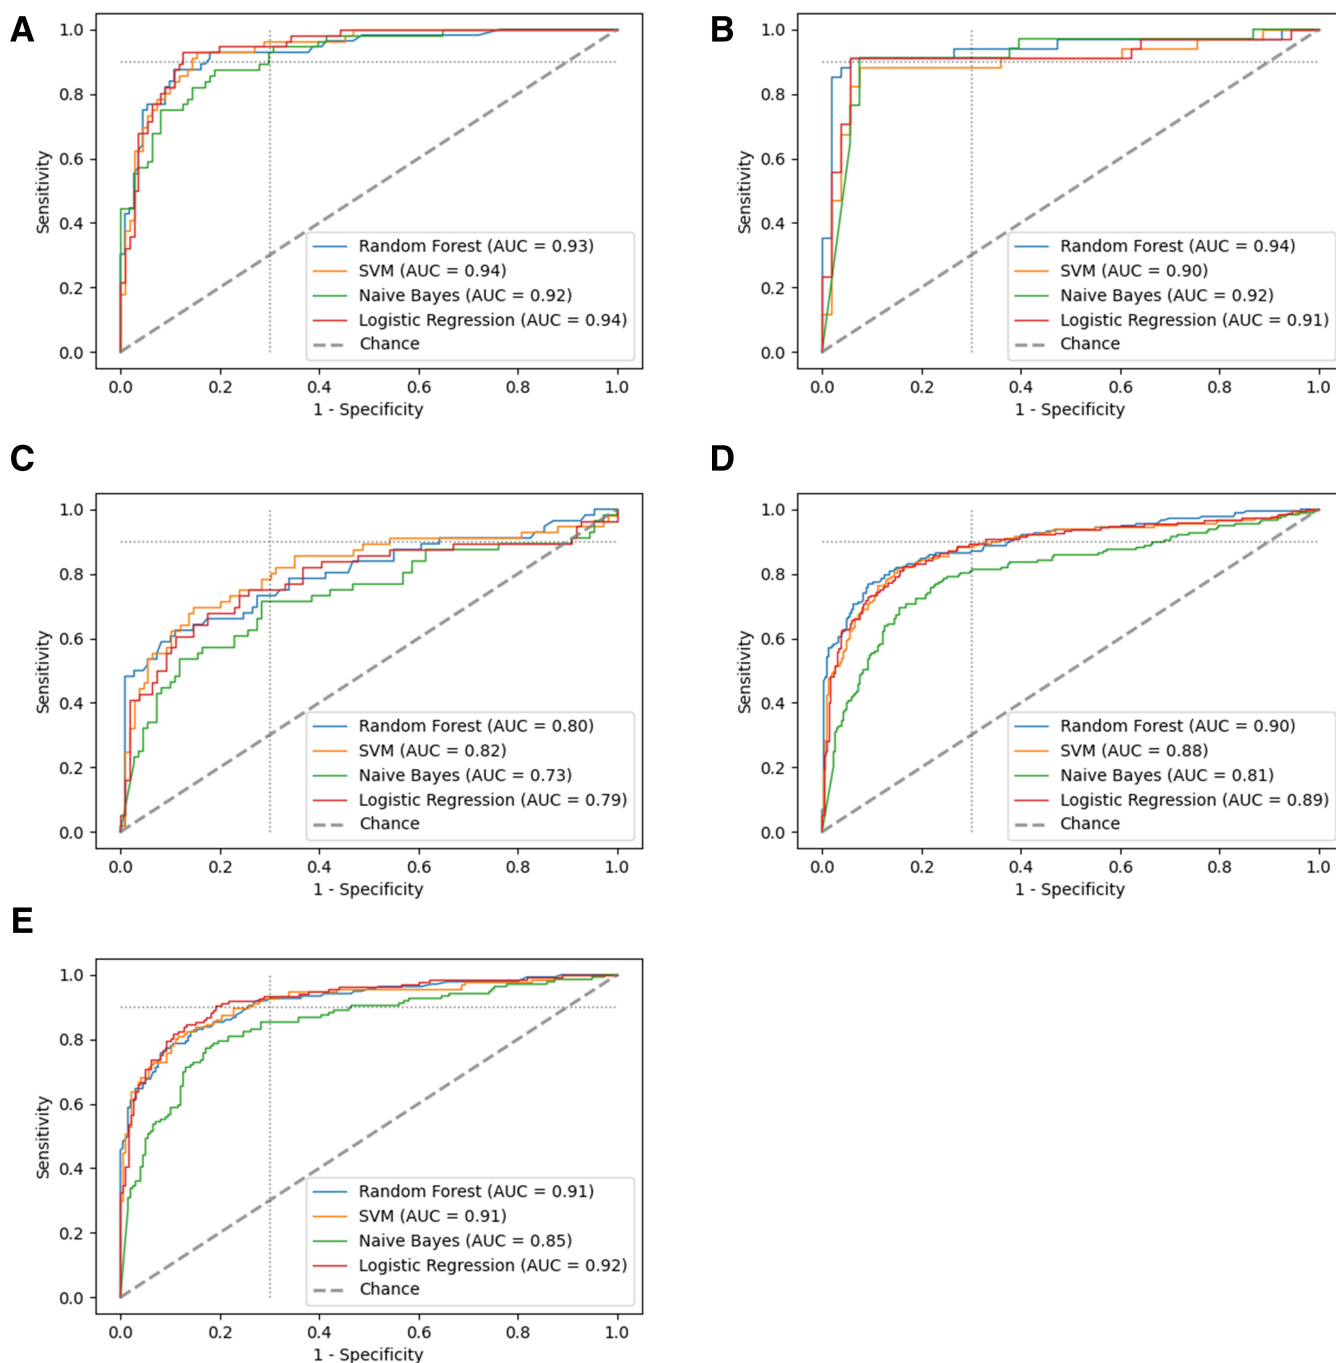 A
1.0
0.8
0.6
0.4
0.2
0.0
Sensitivity
Random Forest (AUC = 0.93)
SVM (AUC = 0.94)
Naive Bayes (AUC = 0.92)
Logistic Regression (AUC = 0.94)
Chance
0.0 0.2 0.4 0.6 0.8 1.0
1 - Specificity
B
1.0
0.8
0.6
0.4
0.2
0.0
Sensitivity
Random Forest (AUC = 0.94)
SVM (AUC = 0.90)
Naive Bayes (AUC = 0.92)
Logistic Regression (AUC = 0.91)
Chance
0.0 0.2 0.4 0.6 0.8 1.0
1 - Specificity
C
1.0
0.8
0.6
0.4
0.2
0.0
Sensitivity
Random Forest (AUC = 0.80)
SVM (AUC = 0.82)
Naive Bayes (AUC = 0.73)
Logistic Regression (AUC = 0.79)
Chance
0.0 0.2 0.4 0.6 0.8 1.0
1 - Specificity
D
1.0
0.8
0.6
0.4
0.2
0.0
Sensitivity
Random Forest (AUC = 0.90)
SVM (AUC = 0.88)
Naive Bayes (AUC = 0.81)
Logistic Regression (AUC = 0.89)
Chance
0.0 0.2 0.4 0.6 0.8 1.0
1 - Specificity
E
1.0
0.8
0.6
0.4
0.2
0.0
Sensitivity
Random Forest (AUC = 0.91)
SVM (AUC = 0.91)
Naive Bayes (AUC = 0.85)
Logistic Regression (AUC = 0.92)
Chance
0.0 0.2 0.4 0.6 0.8 1.0
1 - Specificity